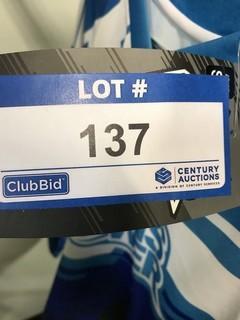 LOT #
137
ClubBid
CENTURY
AUCTIONS
A DIVISION OF CENTURY SERVICES